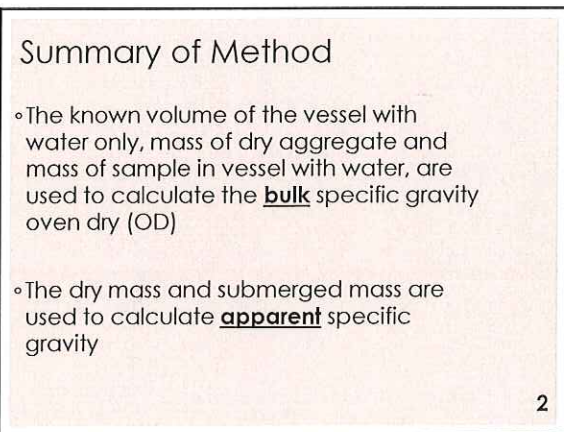 Summary of Method
°The known volume of the vessel with
water only, mass of dry aggregate and
mass of sample in vessel with water, are
used to calculate the bulk specific gravity
oven dry (OD)
°The dry mass and submerged mass are
used to calculate apparent specific
gravity
2